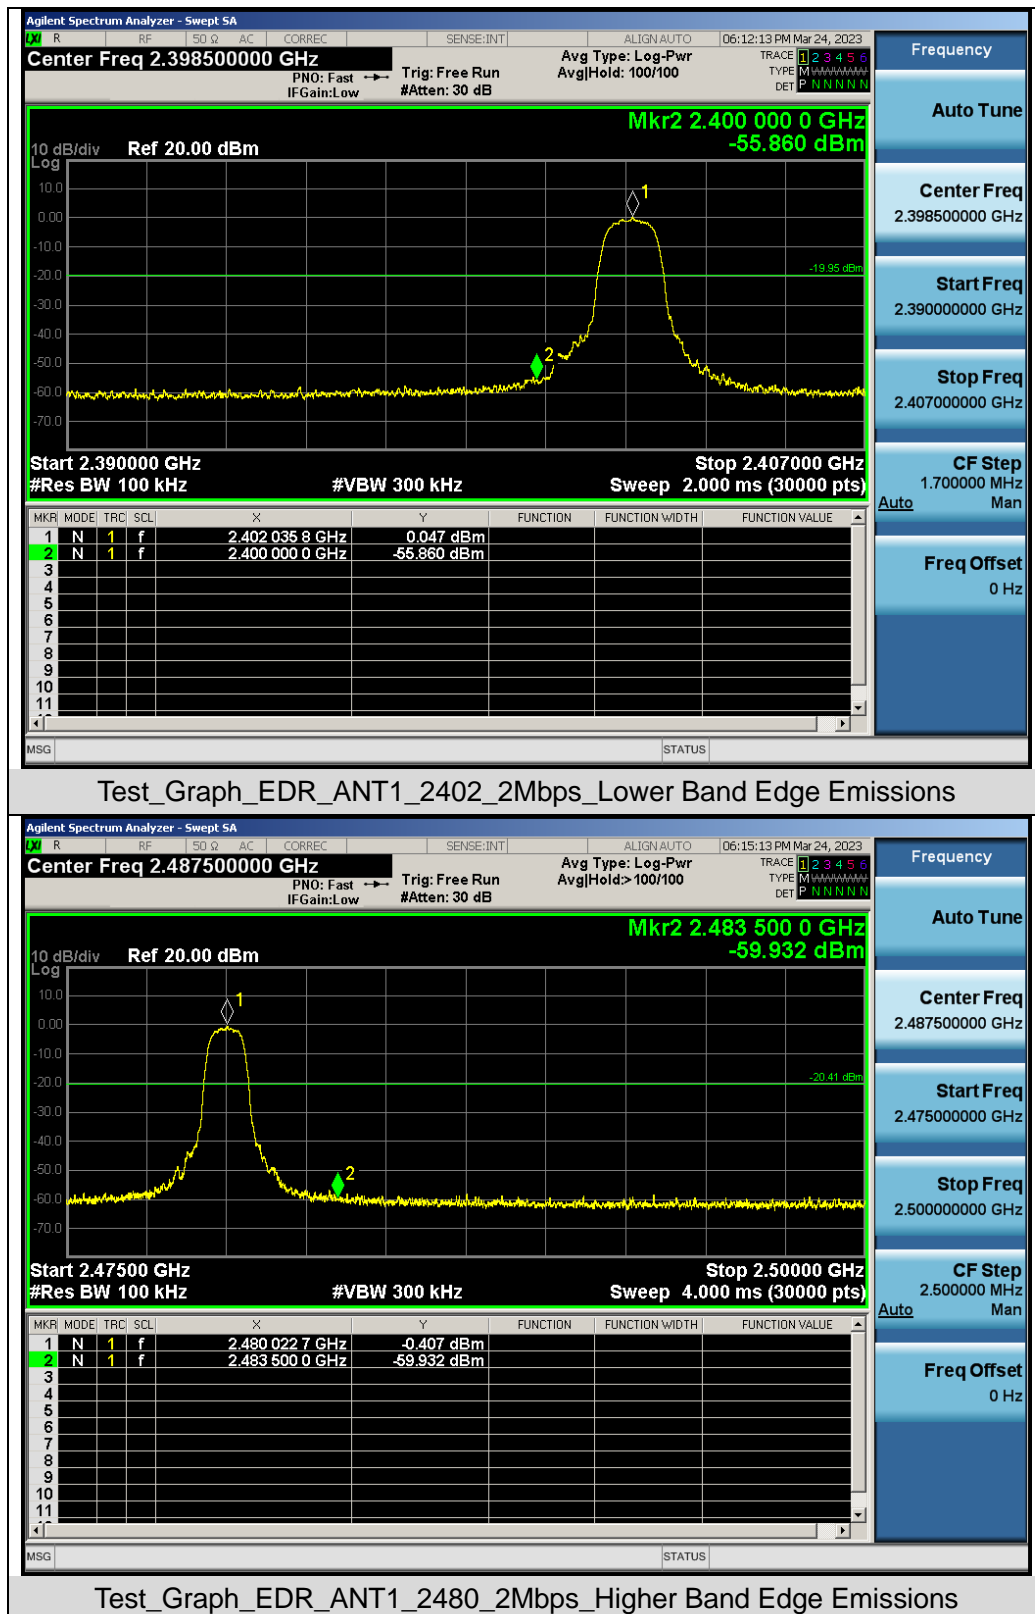 Agilent Spectrum Analyzer - Swept SA
LXI R RF 50 Ω AC CORREC SENSE:INT ALIGN AUTO 06:12:13 PM Mar 24, 2023
Center Freq 2.398500000 GHz
PNO: Fast
IFGain:Low
Trig: Free Run
#Atten: 30 dB
Avg Type: Log-Pwr
Avg|Hold: 100/100
TRACE 1 2 3 4 5 6
TYPE M WWWWW
DET P N N N N N
Frequency
Auto Tune
Center Freq
2.398500000 GHz
Start Freq
2.390000000 GHz
Stop Freq
2.407000000 GHz
CF Step
1.700000 MHz
Auto Man
Freq Offset
0 Hz
Mkr2 2.400 000 0 GHz
-55.860 dBm
10 dB/div Ref 20.00 dBm
Log
10.0
0.00
-10.0
-20.0
-30.0
-40.0
-50.0
-60.0
-70.0
1
-19.95 dBm
2
Start 2.390000 GHz Stop 2.407000 GHz
#Res BW 100 kHz #VBW 300 kHz Sweep 2.000 ms (30000 pts)
MKR MODE TRC SCL X Y FUNCTION FUNCTION WIDTH FUNCTION VALUE
1 N 1 f 2.402 035 8 GHz 0.047 dBm
2 N 1 f 2.400 000 0 GHz -55.860 dBm
3
4
5
6
7
8
9
10
11
MSG STATUS
Test_Graph_EDR_ANT1_2402_2Mbps_Lower Band Edge Emissions
Agilent Spectrum Analyzer - Swept SA
LXI R RF 50 Ω AC CORREC SENSE:INT ALIGN AUTO 06:15:13 PM Mar 24, 2023
Center Freq 2.487500000 GHz
PNO: Fast
IFGain:Low
Trig: Free Run
#Atten: 30 dB
Avg Type: Log-Pwr
Avg|Hold:>100/100
TRACE 1 2 3 4 5 6
TYPE M WWWWW
DET P N N N N N
Frequency
Auto Tune
Center Freq
2.487500000 GHz
Start Freq
2.475000000 GHz
Stop Freq
2.500000000 GHz
CF Step
2.500000 MHz
Auto Man
Freq Offset
0 Hz
Mkr2 2.483 500 0 GHz
-59.932 dBm
10 dB/div Ref 20.00 dBm
Log
10.0
0.00
-10.0
-20.0
-30.0
-40.0
-50.0
-60.0
-70.0
1
-20.41 dBm
2
Start 2.47500 GHz Stop 2.50000 GHz
#Res BW 100 kHz #VBW 300 kHz Sweep 4.000 ms (30000 pts)
MKR MODE TRC SCL X Y FUNCTION FUNCTION WIDTH FUNCTION VALUE
1 N 1 f 2.480 022 7 GHz -0.407 dBm
2 N 1 f 2.483 500 0 GHz -59.932 dBm
3
4
5
6
7
8
9
10
11
MSG STATUS
Test_Graph_EDR_ANT1_2480_2Mbps_Higher Band Edge Emissions